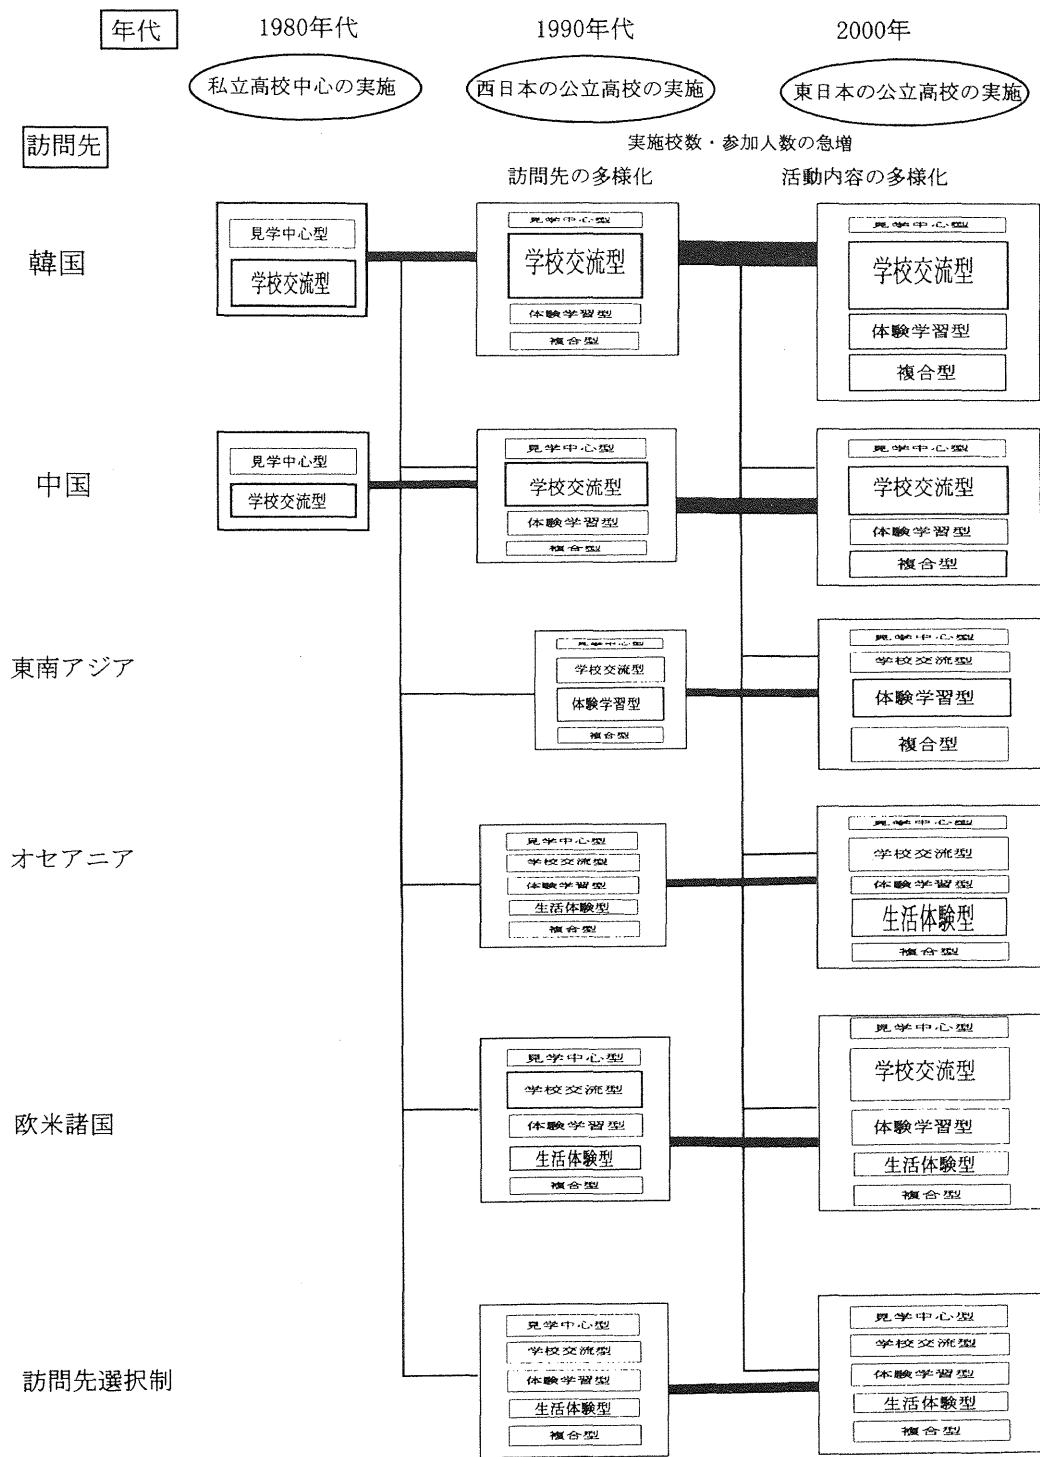 年代 1980年代 1990年代 2000年
私立高校中心の実施 西日本の公立高校の実施 東日本の公立高校の実施
訪問先
実施校数・参加人数の急増
訪問先の多様化 活動内容の多様化
韓国
見学中心型
学校交流型
見学中心型
学校交流型
体験学習型
複合型
見学中心型
学校交流型
体験学習型
複合型
中国
見学中心型
学校交流型
見学中心型
学校交流型
体験学習型
複合型
見学中心型
学校交流型
体験学習型
複合型
東南アジア
見学中心型
学校交流型
体験学習型
複合型
見学中心型
学校交流型
体験学習型
複合型
オセアニア
見学中心型
学校交流型
体験学習型
生活体験型
複合型
見学中心型
学校交流型
体験学習型
生活体験型
複合型
欧米諸国
見学中心型
学校交流型
体験学習型
生活体験型
複合型
見学中心型
学校交流型
体験学習型
生活体験型
複合型
訪問先選択制
見学中心型
学校交流型
体験学習型
生活体験型
複合型
見学中心型
学校交流型
体験学習型
生活体験型
複合型